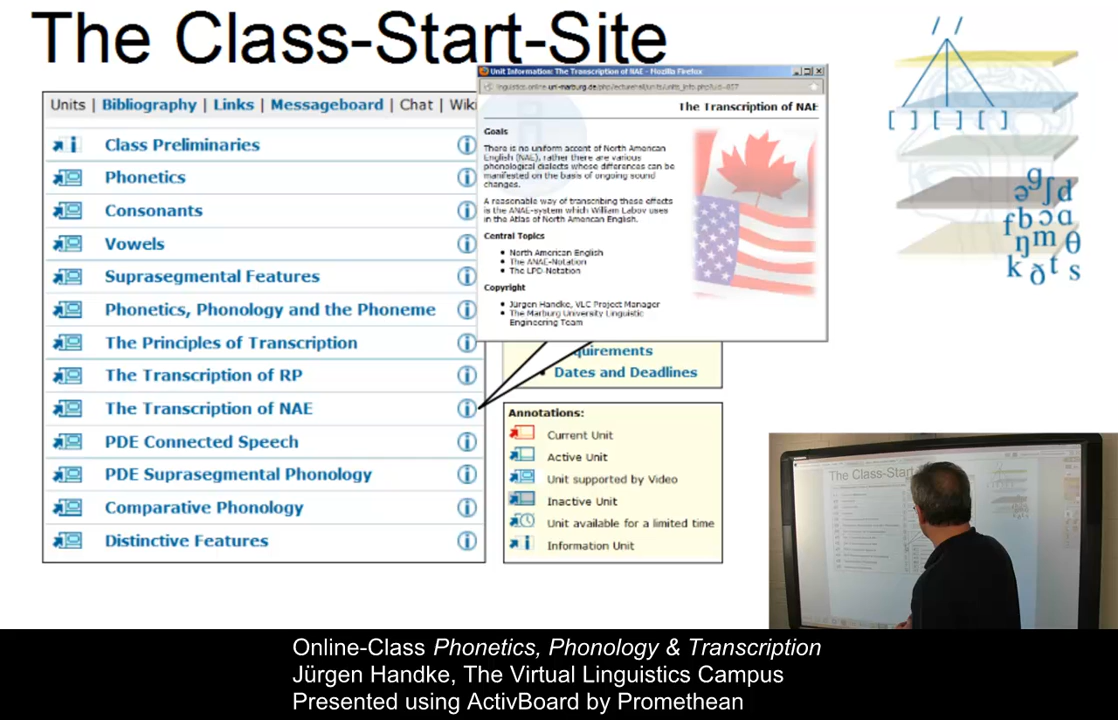 The Class-Start-Site
Units | Bibliography | Links | Messageboard | Chat | Wik
Class Preliminaries
Phonetics
Consonants
Vowels
Suprasegmental Features
Phonetics, Phonology and the Phoneme
The Principles of Transcription
The Transcription of RP
The Transcription of NAE
PDE Connected Speech
PDE Suprasegmental Phonology
Comparative Phonology
Distinctive Features
Unit Information: The Transcription of NAE - Mozilla Firefox
The Transcription of NAE
Goals
There is no uniform accent of North American
English (NAE), rather there are various
phonological dialects whose differences can be
manifested on the basis of ongoing sound
changes.
A reasonable way of transcribing these effects
is the ANAE-system which William Labov uses
in the Atlas of North American English.
Central Topics
• North American English
• The ANAE-Notation
• The LPD-Notation
Copyright
• Jürgen Handke, VLC Project Manager
• The Marburg University Linguistic
Engineering Team
quirements
• Dates and Deadlines
Annotations:
Current Unit
Active Unit
Unit supported by Video
Inactive Unit
Unit available for a limited time
Information Unit
//
[ ] [ ] [ ]
ə g ʃ d
f b ɔ ɑ
ŋ m θ
k ð t s
The Class-Start-Si
Online-Class Phonetics, Phonology & Transcription
Jürgen Handke, The Virtual Linguistics Campus
Presented using ActivBoard by Promethean